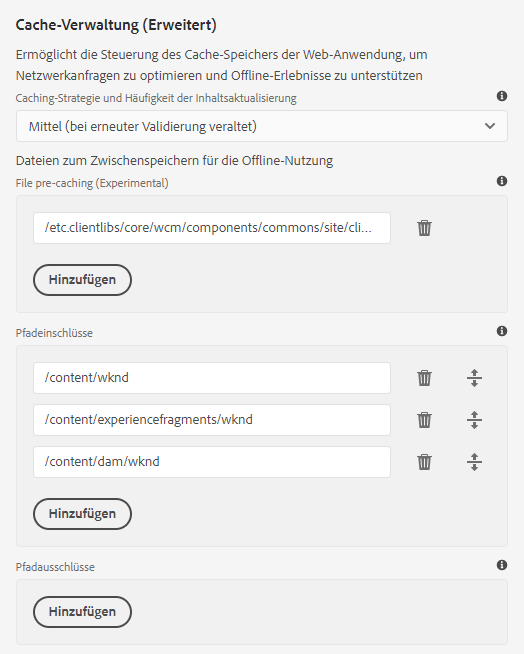 Cache-Verwaltung (Erweitert)
Ermöglicht die Steuerung des Cache-Speichers der Web-Anwendung, um
Netzwerkanfragen zu optimieren und Offline-Erlebnisse zu unterstützen
Caching-Strategie und Häufigkeit der Inhaltsaktualisierung
Mittel (bei erneuter Validierung veraltet)
Dateien zum Zwischenspeichern für die Offline-Nutzung
File pre-caching (Experimental)
/etc.clientlibs/core/wcm/components/commons/site/cli...
Hinzufügen
Pfadeinschlüsse
/content/wknd
/content/experiencefragments/wknd
/content/dam/wknd
Hinzufügen
Pfadausschlüsse
Hinzufügen